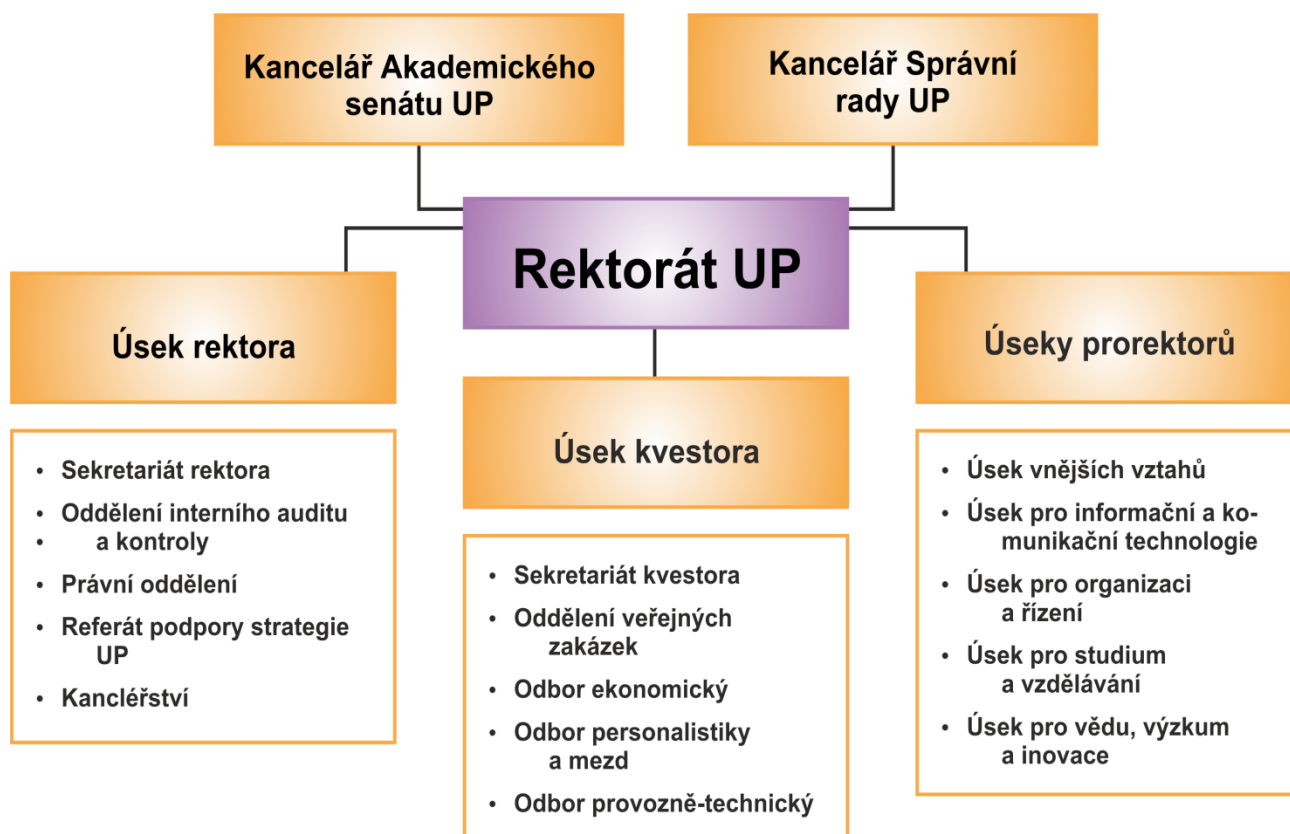 Kancelář Akademického
senátu UP
Kancelář Správní
rady UP
Rektorát UP
Úsek rektora
• Sekretariát rektora
• Oddělení interního auditu
• a kontroly
• Právní oddělení
• Referát podpory strategie
UP
• Kancléřství
Úsek kvestora
• Sekretariát kvestora
• Oddělení veřejných
zakázek
• Odbor ekonomický
• Odbor personalistiky
a mezd
• Odbor provozně-technický
Úseky prorektorů
• Úsek vnějších vztahů
• Úsek pro informační a ko-
munikační technologie
• Úsek pro organizaci
a řízení
• Úsek pro studium
a vzdělávání
• Úsek pro vědu, výzkum
a inovace